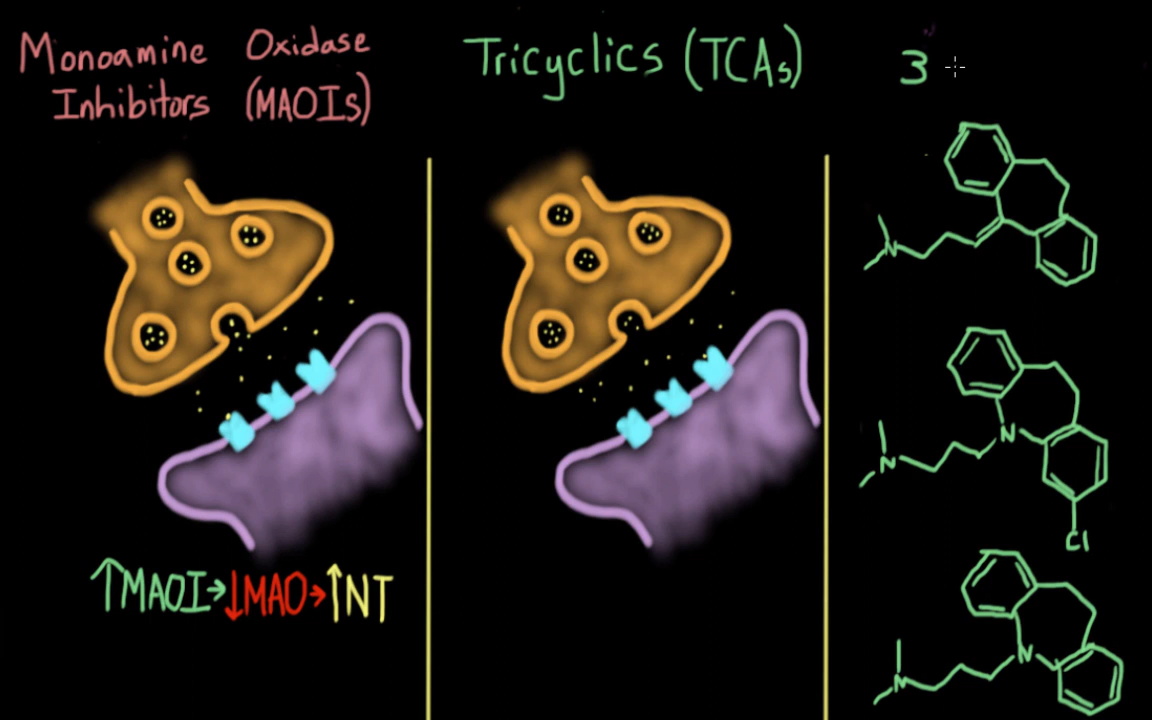 Monoamine Oxidase
Inhibitors (MAOIs)
↑MAOI→↓MAO→↑NT
Tricyclics (TCAs)
3
N
N
N
Cl
N
N